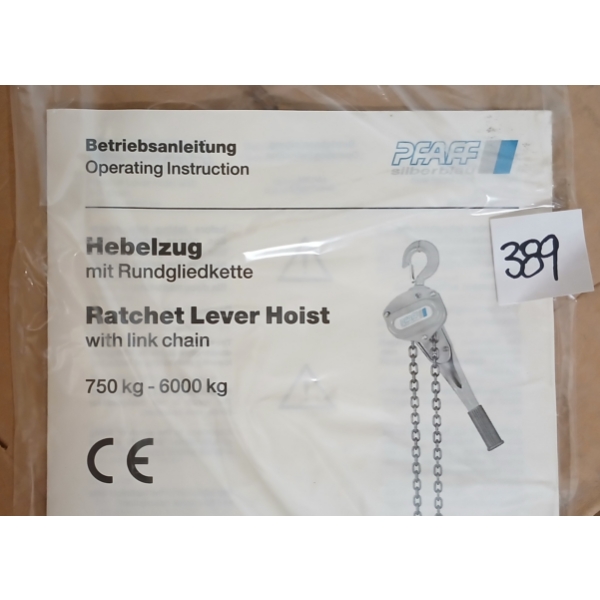 Betriebsanleitung
Operating Instruction
PFAFF
silberblau
389
Hebelzug
mit Rundgliedkette
Ratchet Lever Hoist
with link chain
750 kg - 6000 kg
CE